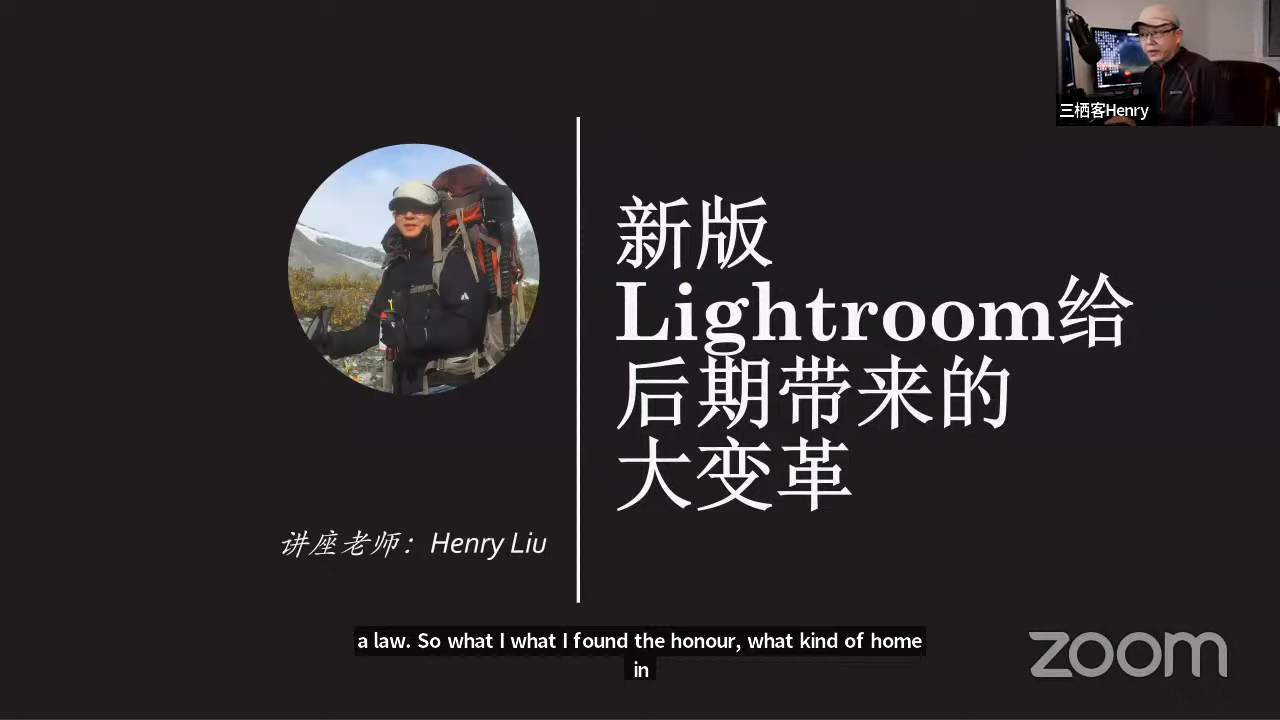 三栖客Henry
新版
Lightroom给
后期带来的
大变革
讲座老师：Henry Liu
a law. So what I what I found the honour, what kind of home
in
zoom